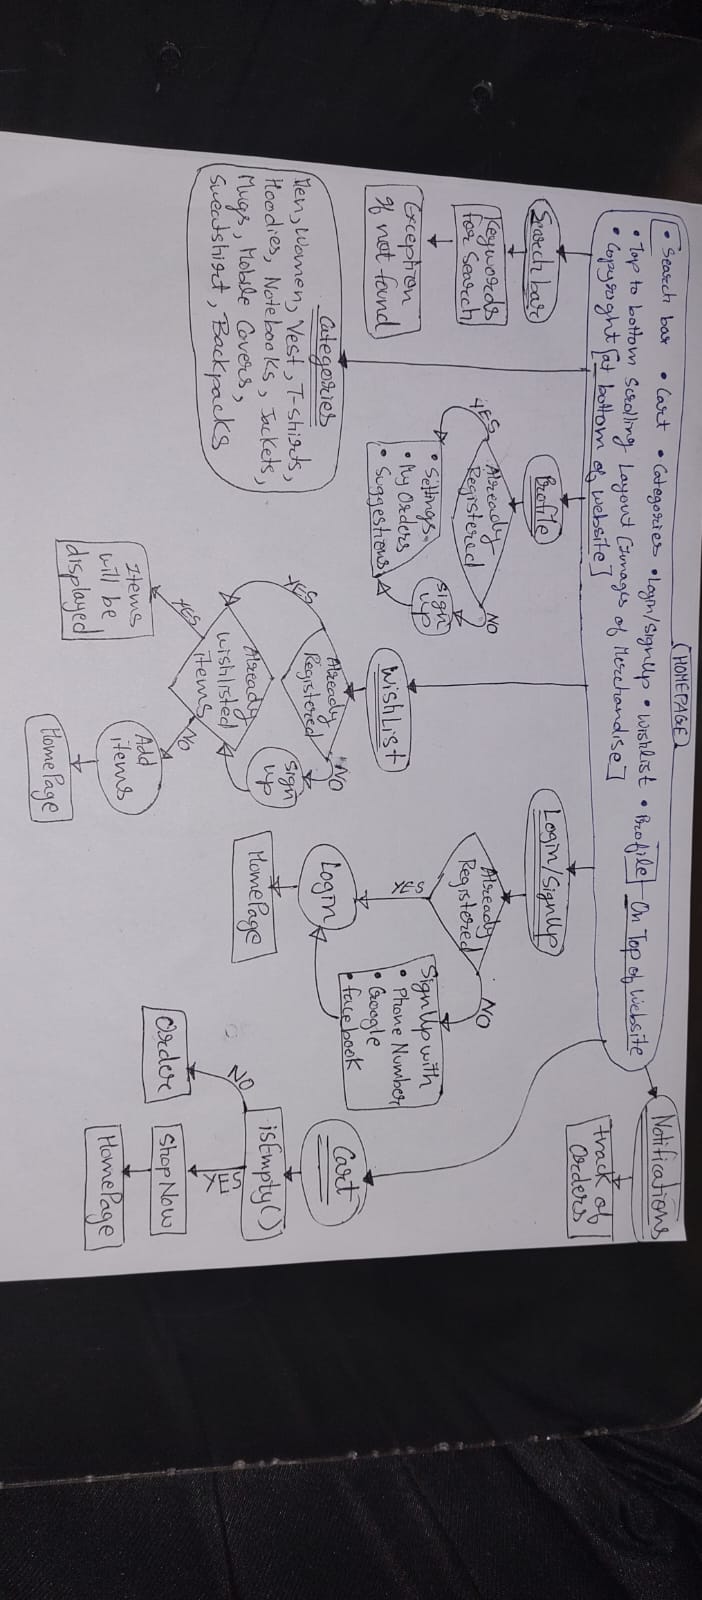 HOMEPAGE
• Search bar • Cart • Categories • Login/SignUp • Wishlist • Profile On Top of Website
• Top to bottom Scrolling Layout [Images of Merchandise]
• Copyright [at bottom of website]
Notifications
track of
Orders
Search bar
Keywords
for Search
Exception
If not found
Categories
Men, Women, Vest, T-shirts,
Hoodies, Notebooks, Jackets,
Mugs, Mobile Covers,
Sweatshirt, Backpacks
Profile
Already
Registered
YES
NO
Sign
up
• Settings
• My Orders
• Suggestions
WishList
Already
Registered
YES
NO
Sign
up
Already
wishlisted
items
YES
NO
Items
will be
displayed
Add
items
HomePage
Login/SignUp
Already
Registered
NO
YES
SignUp with
• Phone Number
• Google
• facebook
Login
HomePage
Cart
isEmpty()
NO
YES
Order
Shop Now
HomePage